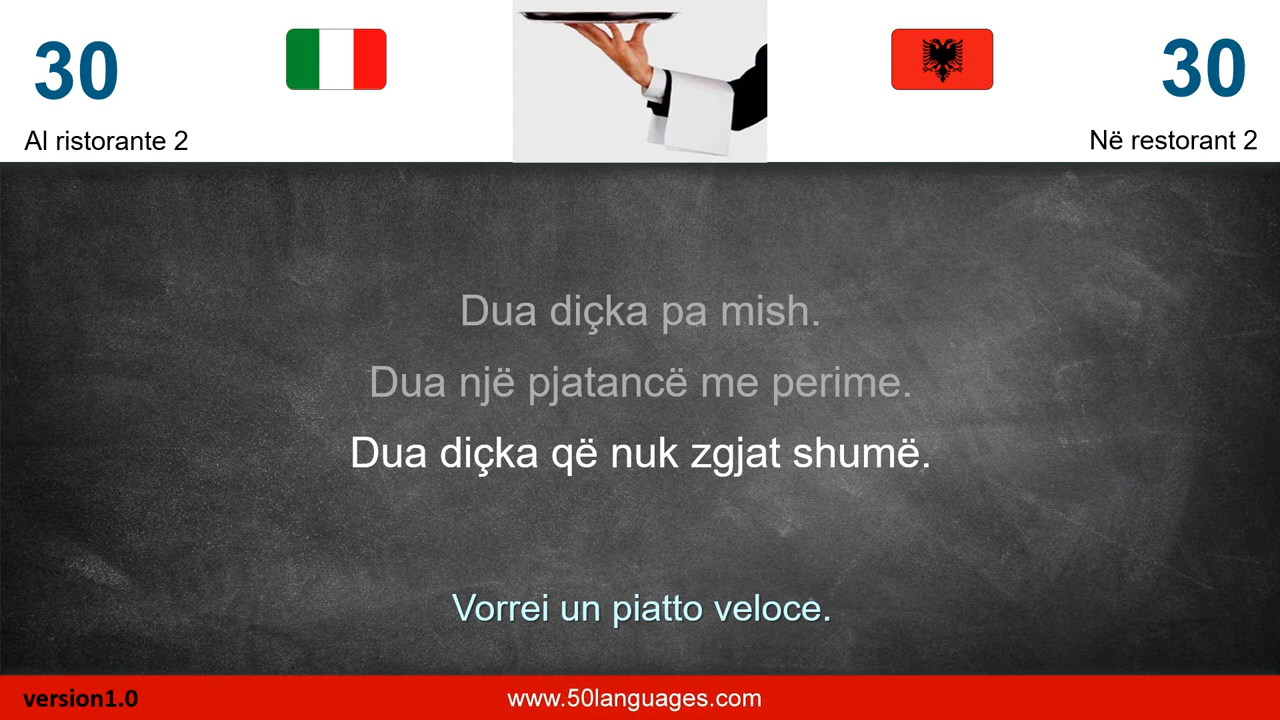 30
30
Al ristorante 2
Në restorant 2
Dua diçka pa mish.
Dua një pjatancë me perime.
Dua diçka që nuk zgjat shumë.
Vorrei un piatto veloce.
version1.0
www.50languages.com